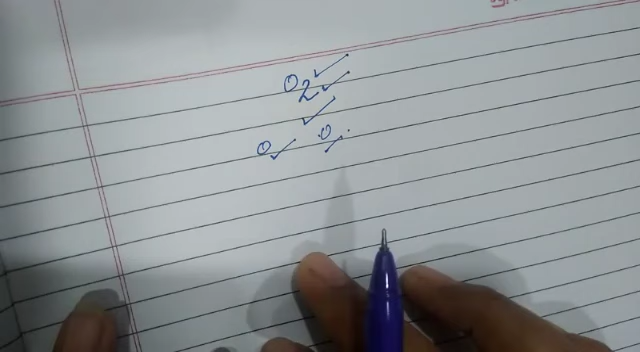 O2 ✓ ✓
✓
O ✓ O ✓